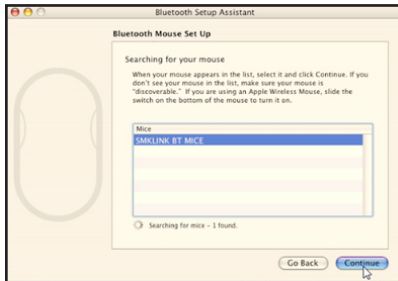 Bluetooth Setup Assistant
Bluetooth Mouse Set Up
Searching for your mouse
When your mouse appears in the list, select it and click Continue. If you
don't see your mouse in the list, make sure your mouse is
"discoverable." If you are using an Apple Wireless Mouse, slide the
switch on the bottom of the mouse to turn it on.
Mice
SMKLINK BT MICE
Searching for mice – 1 found.
Go Back
Continue